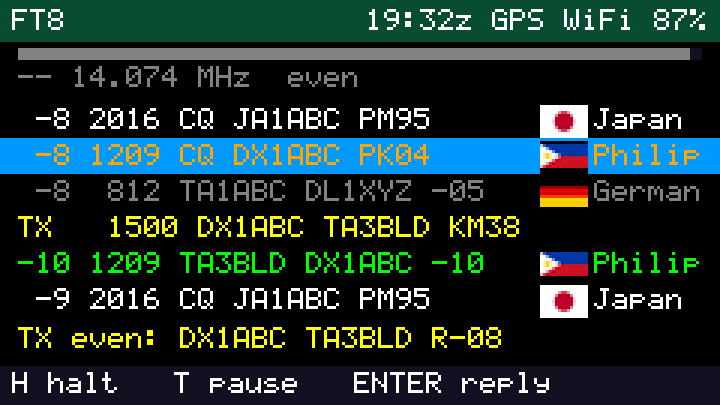 FT8 19:32z GPS WiFi 87%
-- 14.074 MHz even
-8 2016 CQ JA1ABC PM95 Japan
-8 1209 CQ DX1ABC PK04 Philip
-8 812 TA1ABC DL1XYZ -05 German
TX 1500 DX1ABC TA3BLD KM38
-10 1209 TA3BLD DX1ABC -10 Philip
-9 2016 CQ JA1ABC PM95 Japan
TX even: DX1ABC TA3BLD R-08
H halt T pause ENTER reply